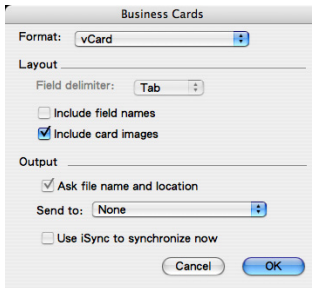 Business Cards
Format: vCard
Layout
Field delimiter: Tab
Include field names
Include card images
Output
Ask file name and location
Send to: None
Use iSync to synchronize now
Cancel OK